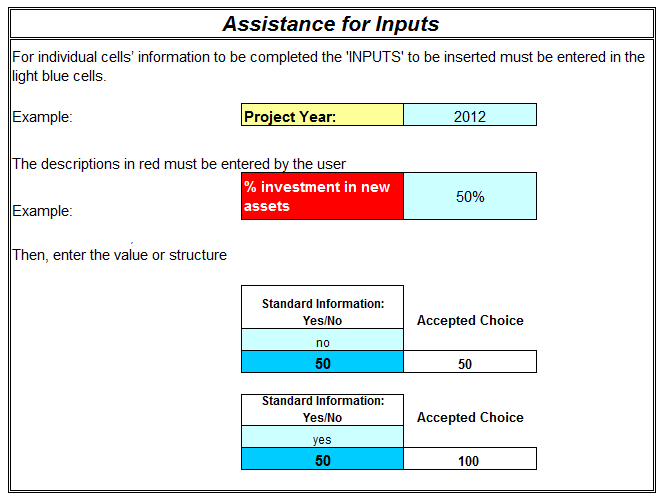 Assistance for Inputs
For individual cells' information to be completed the 'INPUTS' to be inserted must be entered in the
light blue cells.
Example:
Project Year:
2012
The descriptions in red must be entered by the user
% investment in new
assets
50%
Example:
Then, enter the value or structure
Standard Information:
Yes/No
Accepted Choice
no
50
50
Standard Information:
Yes/No
Accepted Choice
yes
50
100